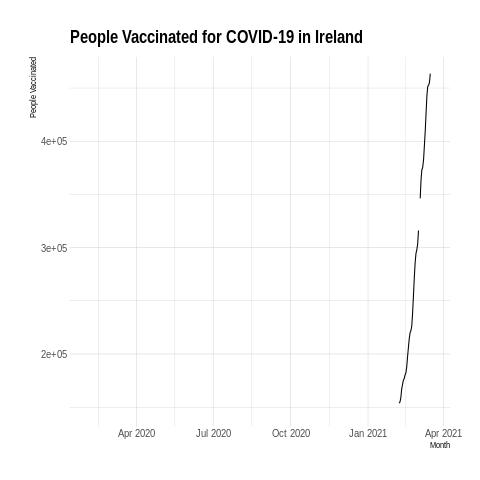 People Vaccinated for COVID-19 in Ireland
People Vaccinated
4e+05
3e+05
2e+05
Apr 2020 Jul 2020 Oct 2020 Jan 2021 Apr 2021
Month